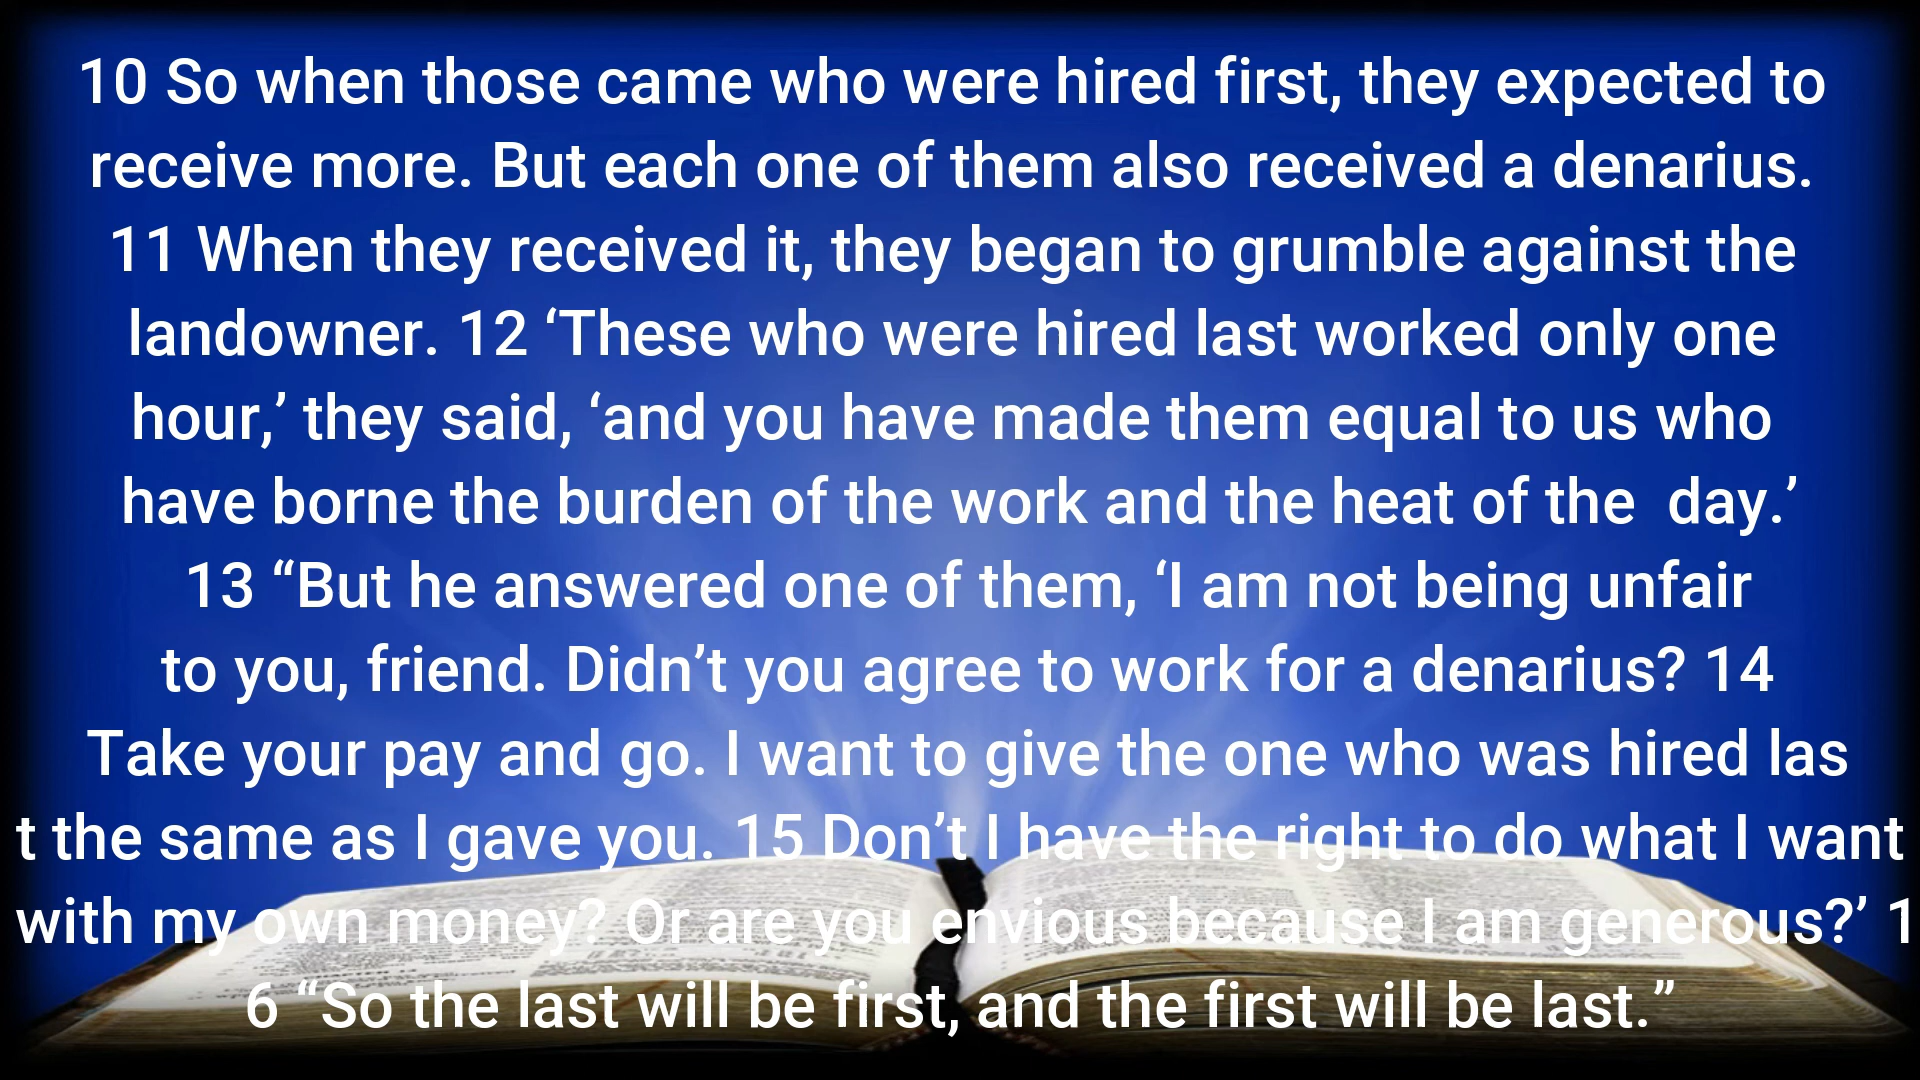 10 So when those came who were hired first, they expected to
receive more. But each one of them also received a denarius.
11 When they received it, they began to grumble against the
landowner. 12 ‘These who were hired last worked only one
hour,’ they said, ‘and you have made them equal to us who
have borne the burden of the work and the heat of the  day.’
13 “But he answered one of them, ‘I am not being unfair
to you, friend. Didn’t you agree to work for a denarius? 14
Take your pay and go. I want to give the one who was hired las
t the same as I gave you. 15 Don’t I have the right to do what I want
with my own money? Or are you envious because I am generous?’ 1
6 “So the last will be first, and the first will be last.”